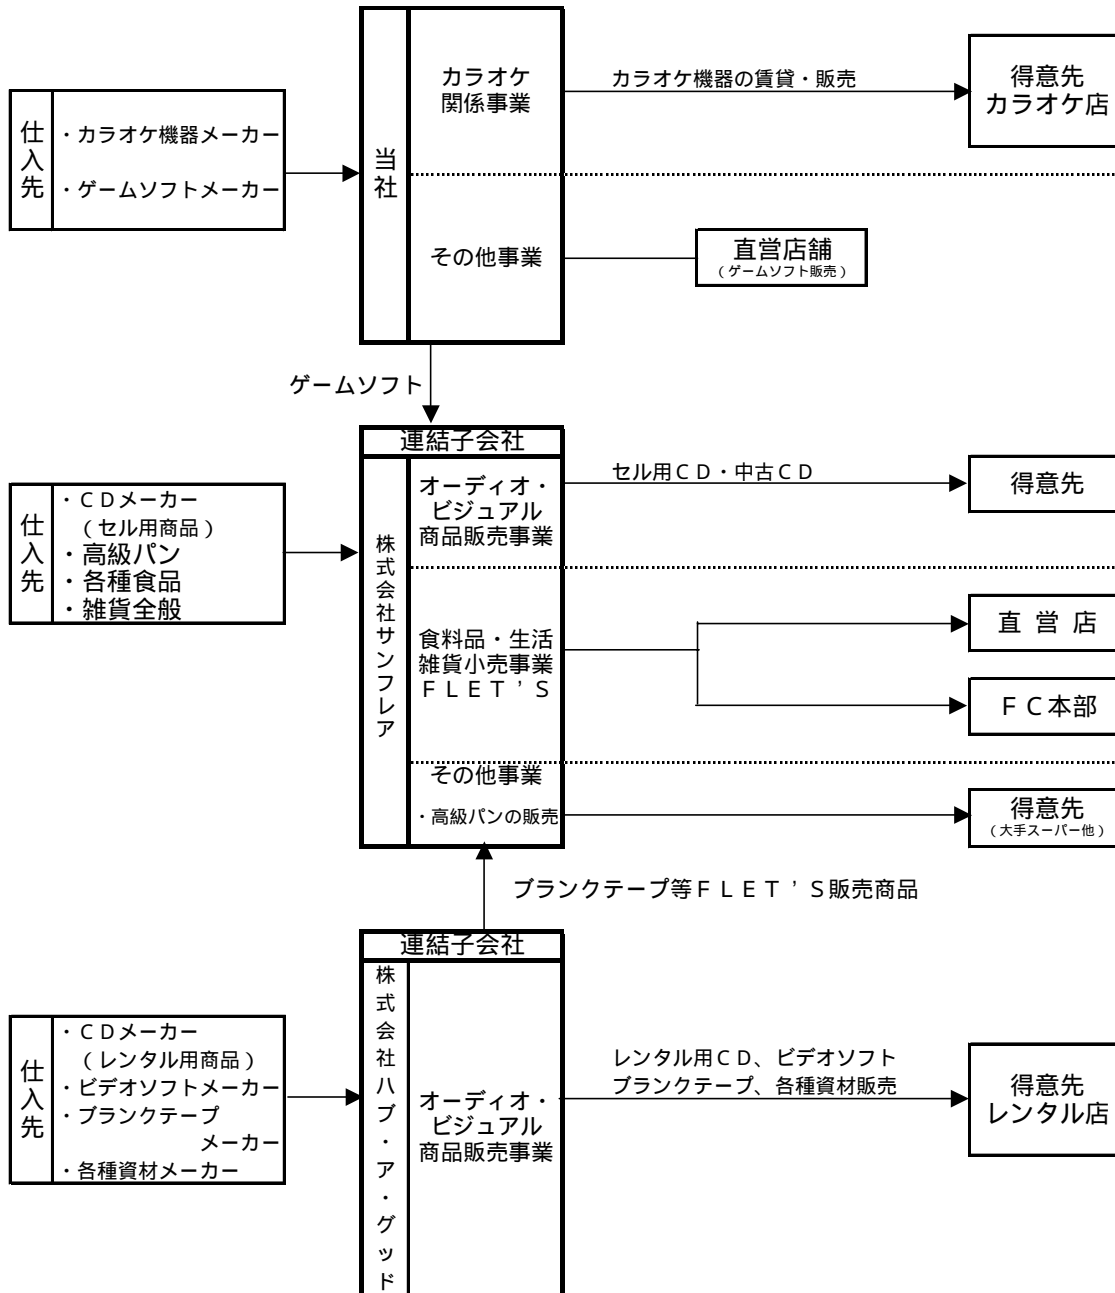 仕入先
・カラオケ機器メーカー
・ゲームソフトメーカー
当社
カラオケ
関係事業
カラオケ機器の賃貸・販売
得意先
カラオケ店
その他事業
直営店舗
（ゲームソフト販売）
ゲームソフト
連結子会社
仕入先
・ＣＤメーカー
（セル用商品）
・高級パン
・各種食品
・雑貨全般
株式会社サンフレア
オーディオ・
ビジュアル
商品販売事業
セル用ＣＤ・中古ＣＤ
得意先
食料品・生活
雑貨小売事業
ＦＬＥＴ’Ｓ
直営店
ＦＣ本部
その他事業
・高級パンの販売
得意先
（大手スーパー他）
ブランクテープ等ＦＬＥＴ’Ｓ販売商品
連結子会社
仕入先
・ＣＤメーカー
（レンタル用商品）
・ビデオソフトメーカー
・ブランクテープ
メーカー
・各種資材メーカー
株式会社ハブ・ア・グッド
オーディオ・
ビジュアル
商品販売事業
レンタル用ＣＤ、ビデオソフト
ブランクテープ、各種資材販売
得意先
レンタル店